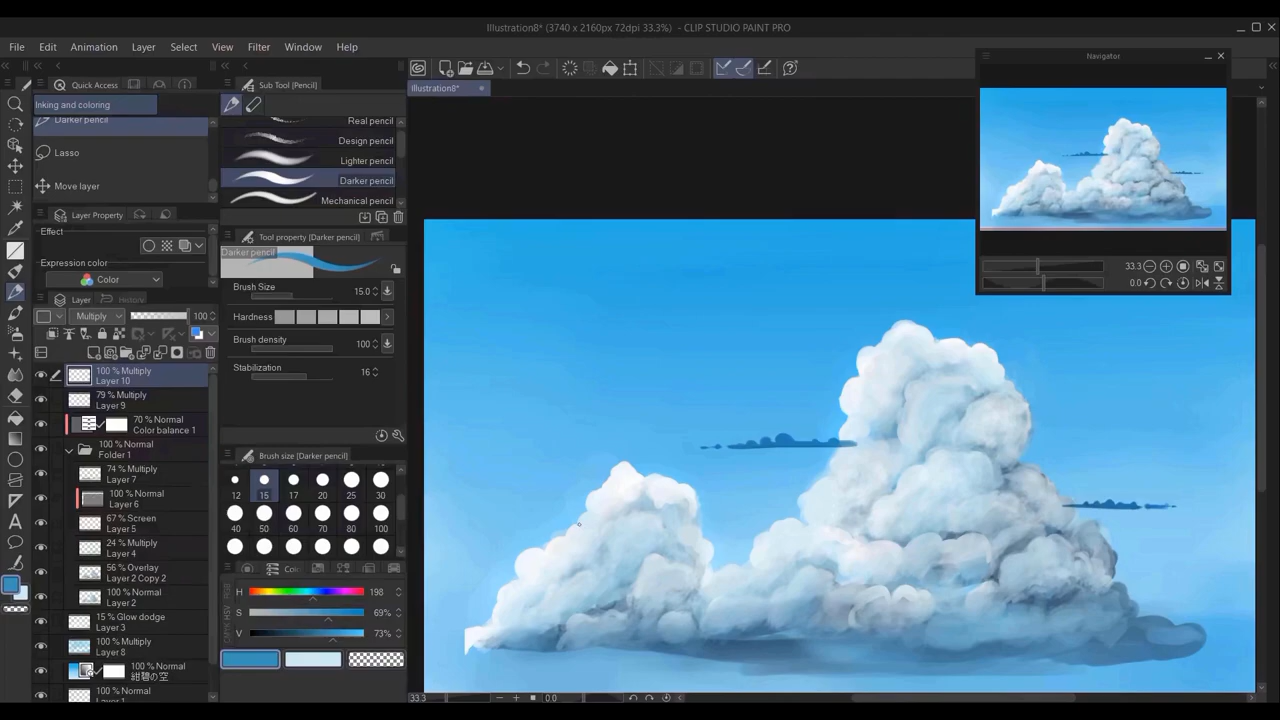 Illustration8* (3740 x 2160px 72dpi 33.3%) - CLIP STUDIO PAINT PRO
File Edit Animation Layer Select View Filter Window Help
Quick Access
Inking and coloring
Darker pencil
Lasso
Move layer
Layer Property
Effect
Expression color
Color
Layer History
Multiply 100
100 % Multiply
Layer 10
79 % Multiply
Layer 9
70 % Normal
Color balance 1
100 % Normal
Folder 1
74 % Multiply
Layer 7
100 % Normal
Layer 6
67 % Screen
Layer 5
24 % Multiply
Layer 4
56 % Overlay
Layer 2 Copy 2
100 % Normal
Layer 2
15 % Glow dodge
Layer 3
100 % Multiply
Layer 8
100 % Normal
紺碧の空
100 % Normal
Layer 1
Sub Tool [Pencil]
Real pencil
Design pencil
Lighter pencil
Darker pencil
Mechanical pencil
Tool property [Darker pencil]
Darker pencil
Brush Size 15.0
Hardness
Brush density 100
Stabilization 16
Brush size [Darker pencil]
12 15 17 20 25 30
40 50 60 70 80 100
Colo
H 198
S 69%
V 73%
Illustration8*
Navigator
33.3
0.0
33.3 0.0